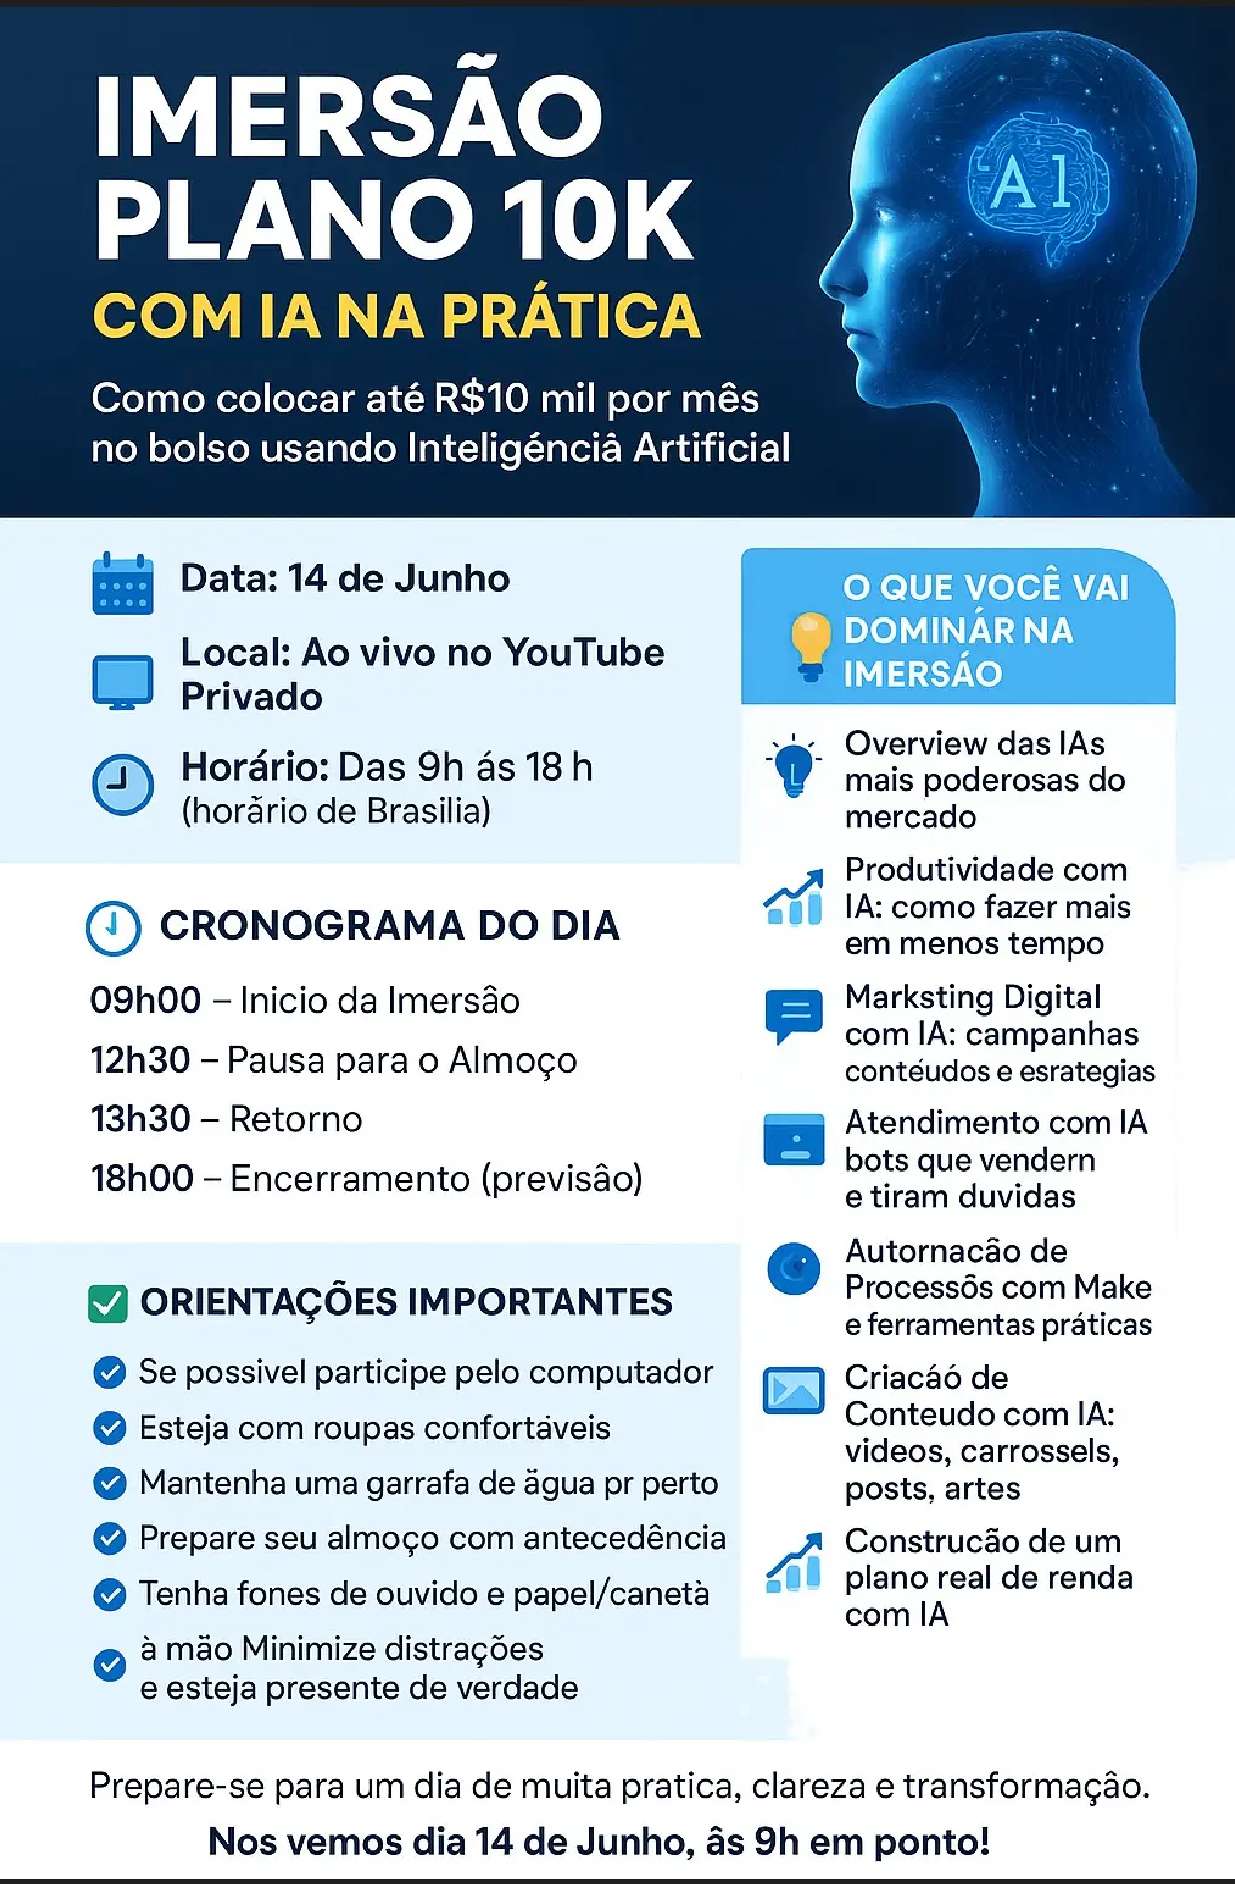 IMERSÃO
PLANO 10K
COM IA NA PRÁTICA
Como colocar até R$10 mil por mês
no bolso usando Inteligénciâ Artificial
AI
Data: 14 de Junho
Local: Ao vivo no YouTube
Privado
Horário: Das 9h ás 18 h
(horãrio de Brasilia)
CRONOGRAMA DO DIA
09h00 – Inicio da Imersâo
12h30 – Pausa para o Almoço
13h30 – Retorno
18h00 – Encerramento (previsâo)
ORIENTAÇÕES IMPORTANTES
Se possivel participe pelo computador
Esteja com roupas confortáveis
Mantenha uma garrafa de ãgua pr perto
Prepare seu almoço com antecedência
Tenha fones de ouvido e papel/canetà
à mão Minimize distrações
e esteja presente de verdade
O QUE VOCÊ VAI
DOMINÁR NA
IMERSÁO
Overview das IAs
mais poderosas do
mercado
Produtividade com
IA: como fazer mais
em menos tempo
Marksting Digital
com IA: campanhas
contéudos e esrategias
Atendimento com IA
bots que vendern
e tiram duvidas
Autornacâo de
Processôs com Make
e ferramentas práticas
Criacáó de
Conteudo com IA:
videos, carrossels,
posts, artes
Construcão de um
plano real de renda
com IA
Prepare-se para um dia de muita pratica, clareza e transformaçâo.
Nos vemos dia 14 de Junho, âs 9h em ponto!